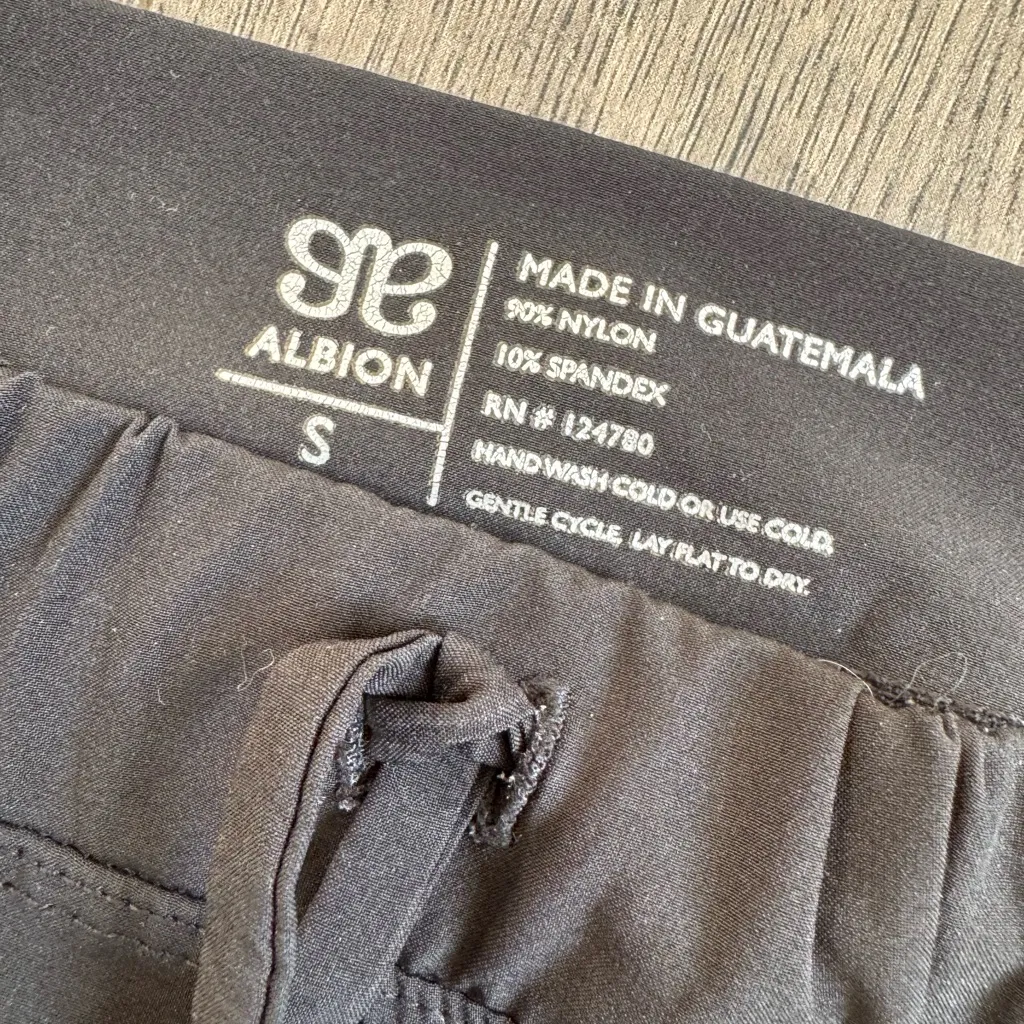 ALBION
S
MADE IN GUATEMALA
90% NYLON
10% SPANDEX
RN # 124780
HAND WASH COLD OR USE COLD
GENTLE CYCLE, LAY FLAT TO DRY.